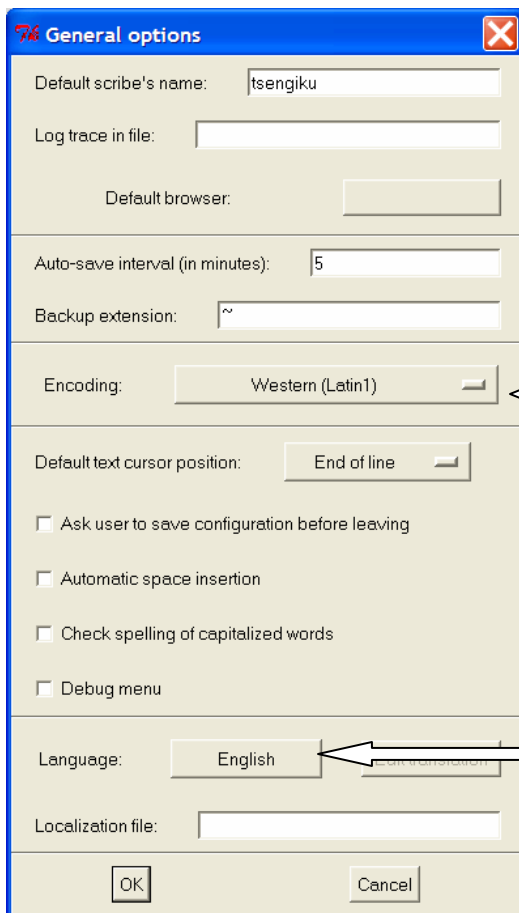 General options
Default scribe's name: tsengiku
Log trace in file:
Default browser:
Auto-save interval (in minutes): 5
Backup extension: ~
Encoding: Western (Latin1)
Default text cursor position: End of line
Ask user to save configuration before leaving
Automatic space insertion
Check spelling of capitalized words
Debug menu
Language: English Edit translation
Localization file:
OK Cancel